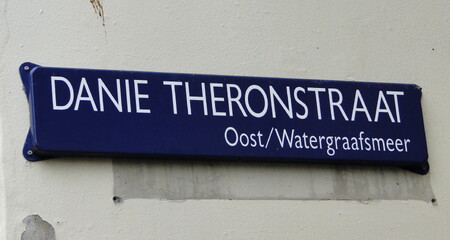 DANIE THERONSTRAAT
Oost/Watergraafsmeer